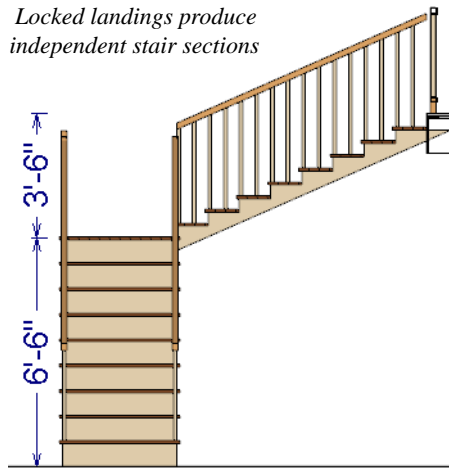 Locked landings produce
independent stair sections
3'-6"
6'-6"